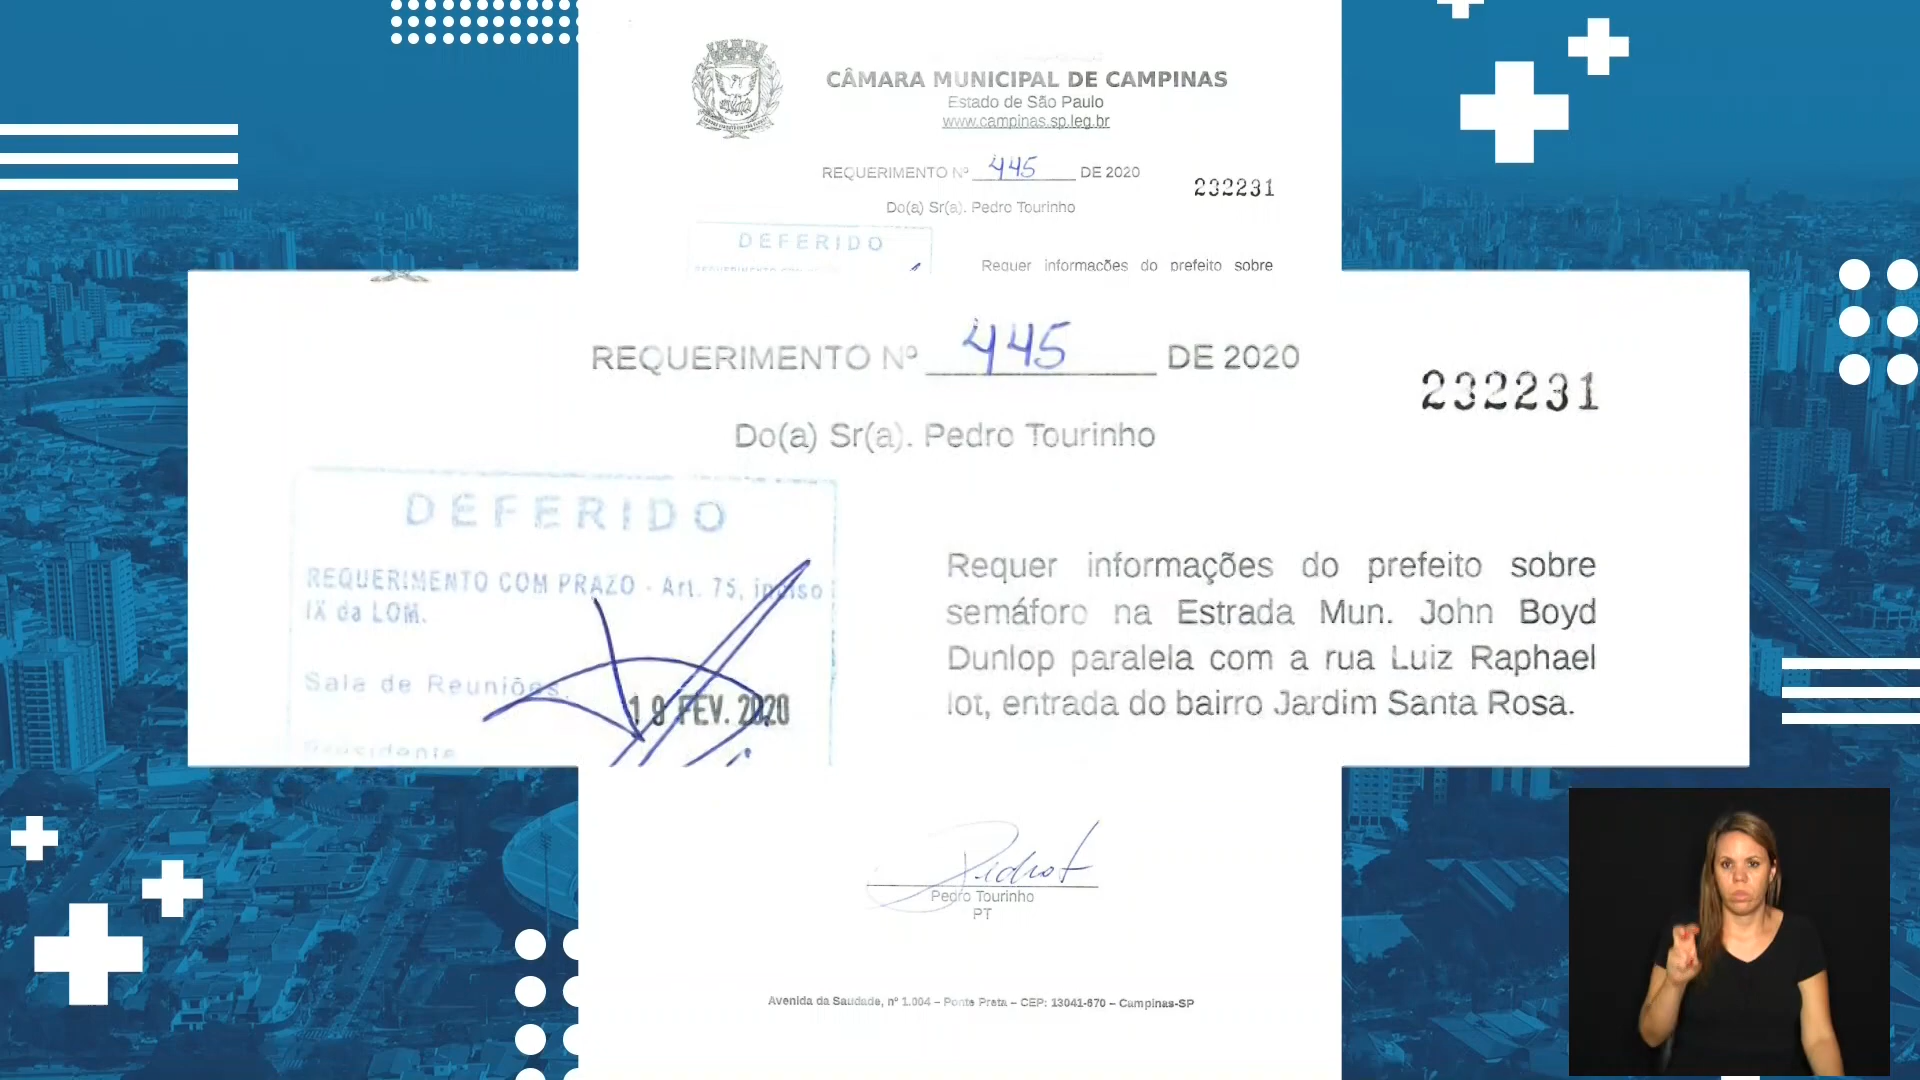 CÂMARA MUNICIPAL DE CAMPINAS
Estado de São Paulo
www.campinas.sp.leg.br
REQUERIMENTO Nº 445 DE 2020
232231
Do(a) Sr(a). Pedro Tourinho
DEFERIDO
Requer informações do prefeito sobre
REQUERIMENTO Nº 445 DE 2020
232231
Do(a) Sr(a). Pedro Tourinho
DEFERIDO
REQUERIMENTO COM PRAZO - Art. 75, inciso
IX da LOM.
Sala de Reuniões,
19 FEV. 2020
Presidente
Requer informações do prefeito sobre
semáforo na Estrada Mun. John Boyd
Dunlop paralela com a rua Luiz Raphael
lot, entrada do bairro Jardim Santa Rosa.
Pedro Tourinho
PT
Avenida da Saudade, nº 1.004 – Ponte Preta – CEP: 13041-670 – Campinas-SP